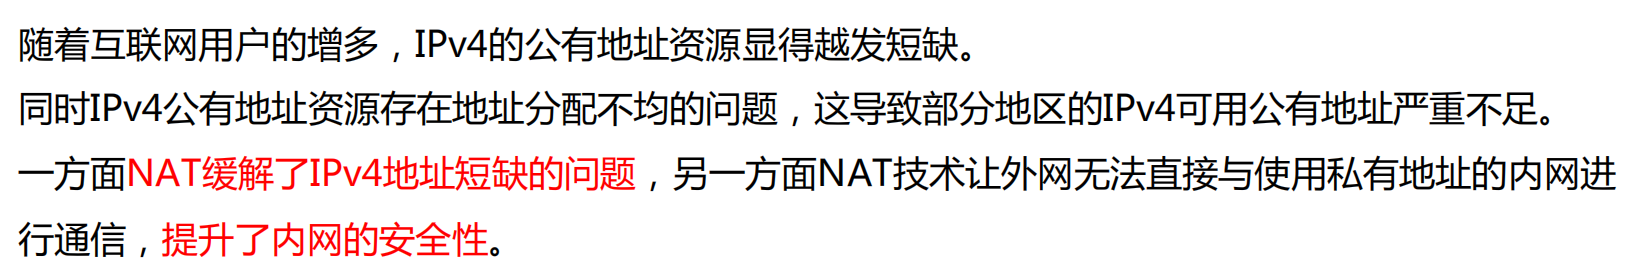 随着互联网用户的增多，IPv4的公有地址资源显得越发短缺。
同时IPv4公有地址资源存在地址分配不均的问题，这导致部分地区的IPv4可用公有地址严重不足。
一方面NAT缓解了IPv4地址短缺的问题，另一方面NAT技术让外网无法直接与使用私有地址的内网进
行通信，提升了内网的安全性。